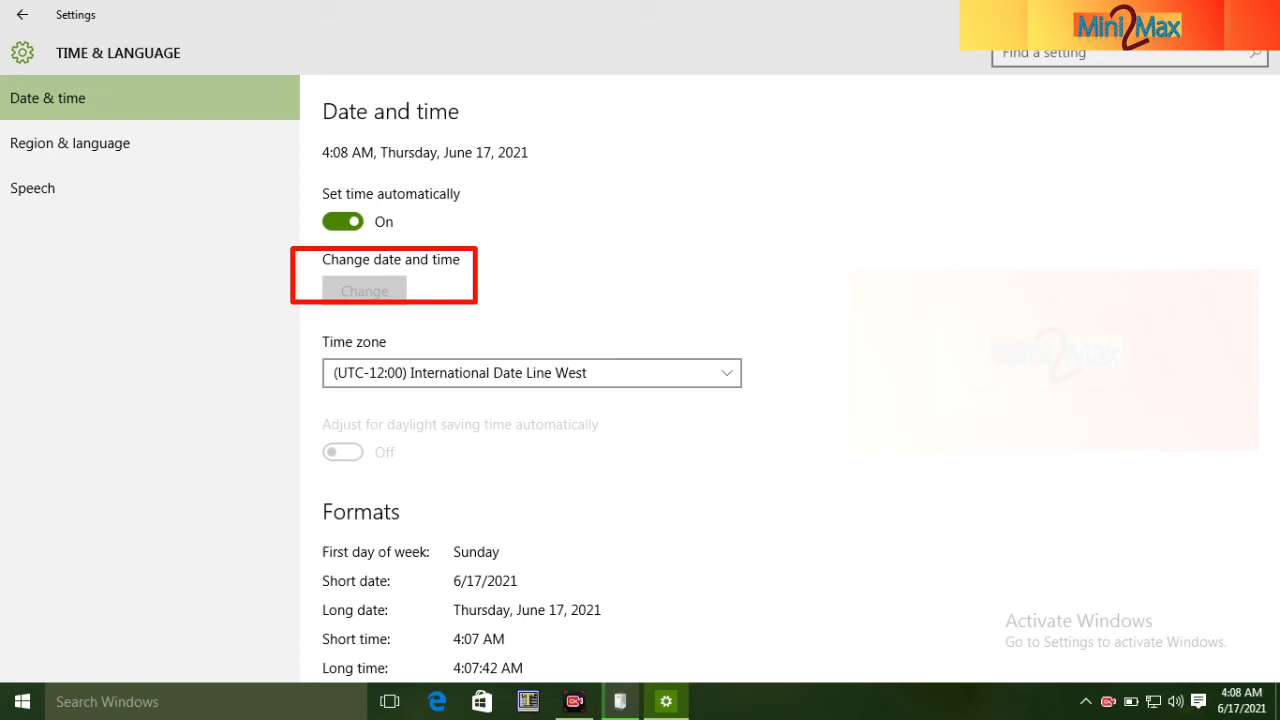 Settings
Mini2Max
TIME & LANGUAGE
Find a setting
Date & time
Region & language
Speech
Date and time
4:08 AM, Thursday, June 17, 2021
Set time automatically
On
Change date and time
Change
Time zone
(UTC-12:00) International Date Line West
Mini2Max
Adjust for daylight saving time automatically
Off
Formats
First day of week: Sunday
Short date: 6/17/2021
Long date: Thursday, June 17, 2021
Short time: 4:07 AM
Long time: 4:07:42 AM
Activate Windows
Go to Settings to activate Windows.
Search Windows
4:08 AM
6/17/2021